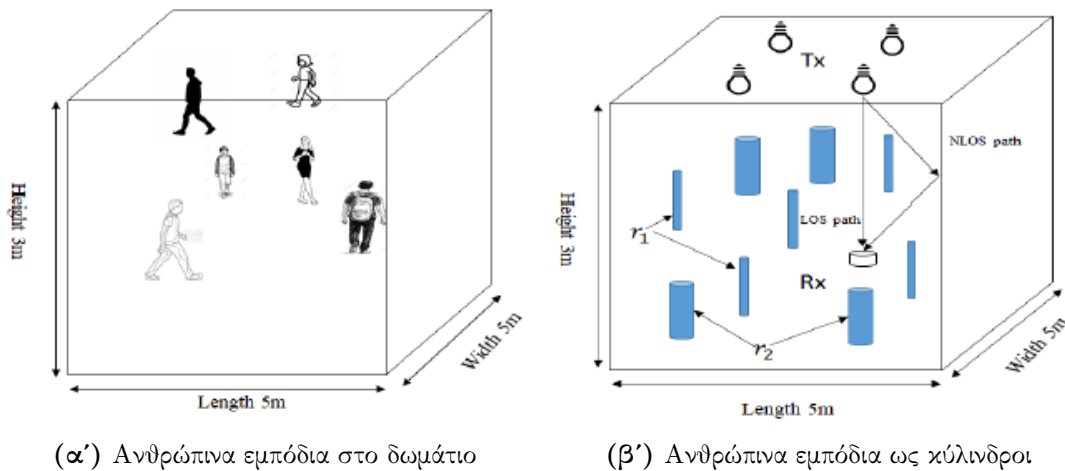 Height 3m
Length 5m
Width 5m
(α′) Ανθρώπινα εμπόδια στο δωμάτιο
Tx
NLOS path
LOS path
r1
Rx
r2
Height 3m
Length 5m
Width 5m
(β′) Ανθρώπινα εμπόδια ως κύλινδροι